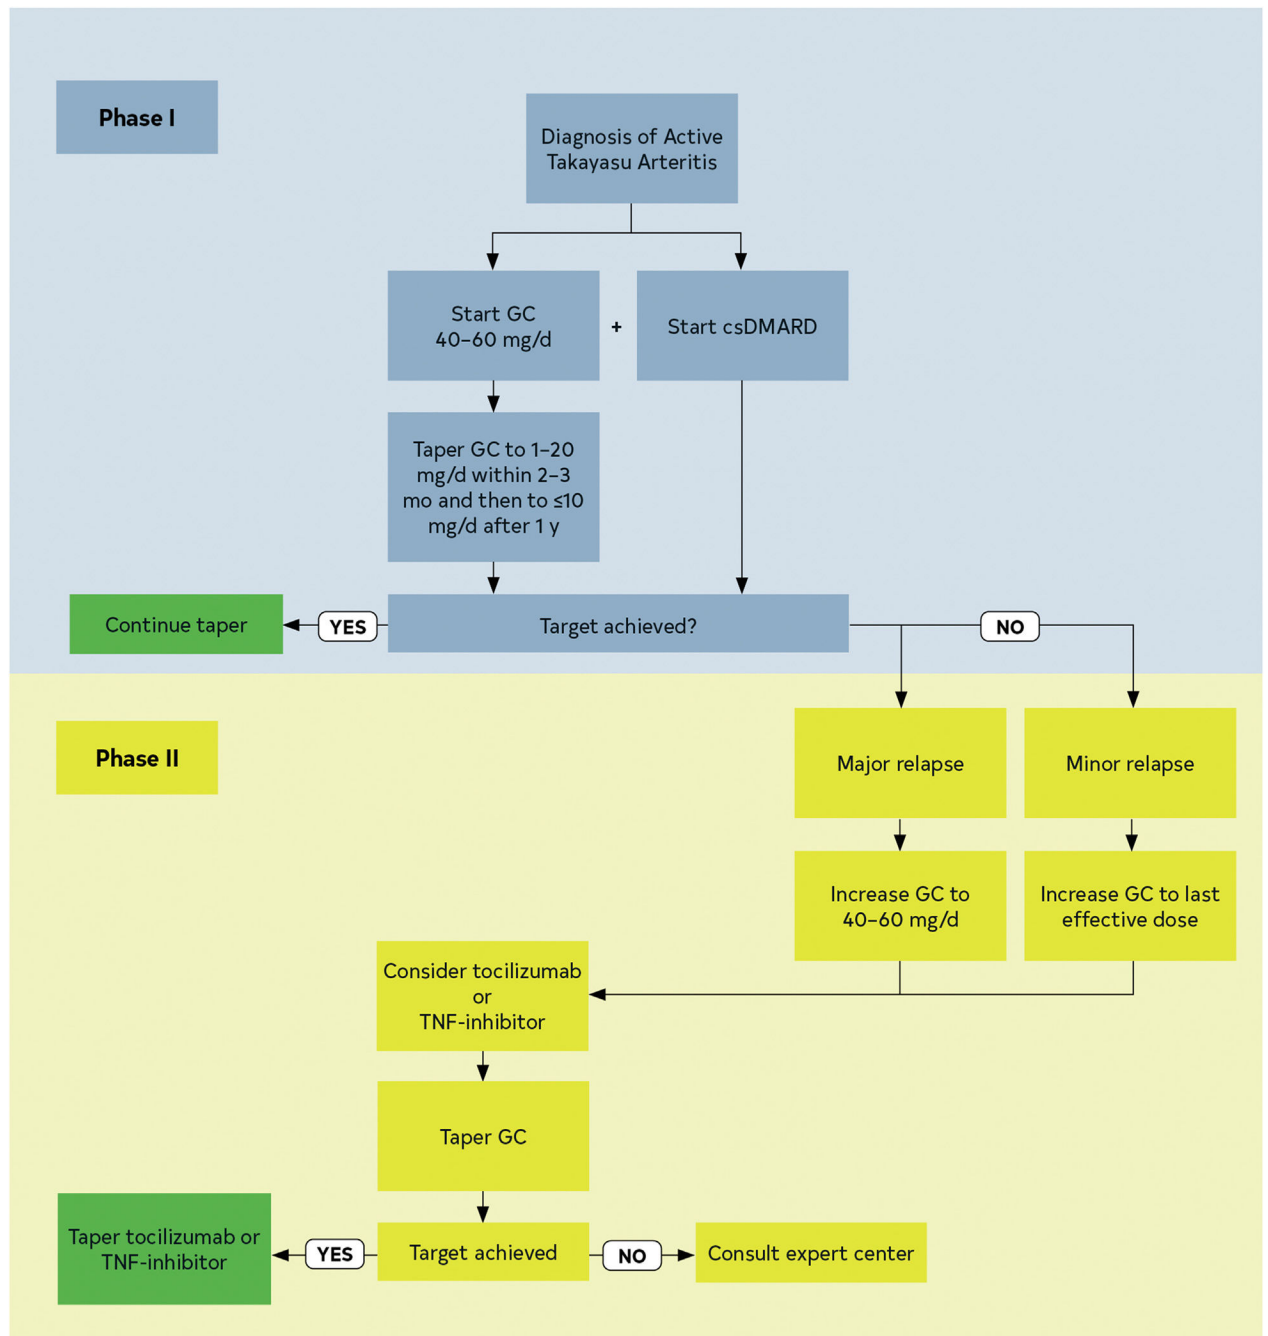 Phase I
Diagnosis of Active
Takayasu Arteritis
Start GC
40–60 mg/d
+
Start csDMARD
Taper GC to 1–20
mg/d within 2–3
mo and then to ≤10
mg/d after 1 y
Continue taper
YES
Target achieved?
NO
Phase II
Major relapse
Minor relapse
Increase GC to
40–60 mg/d
Increase GC to last
effective dose
Consider tocilizumab
or
TNF-inhibitor
Taper GC
Taper tocilizumab or
TNF-inhibitor
YES
Target achieved
NO
Consult expert center